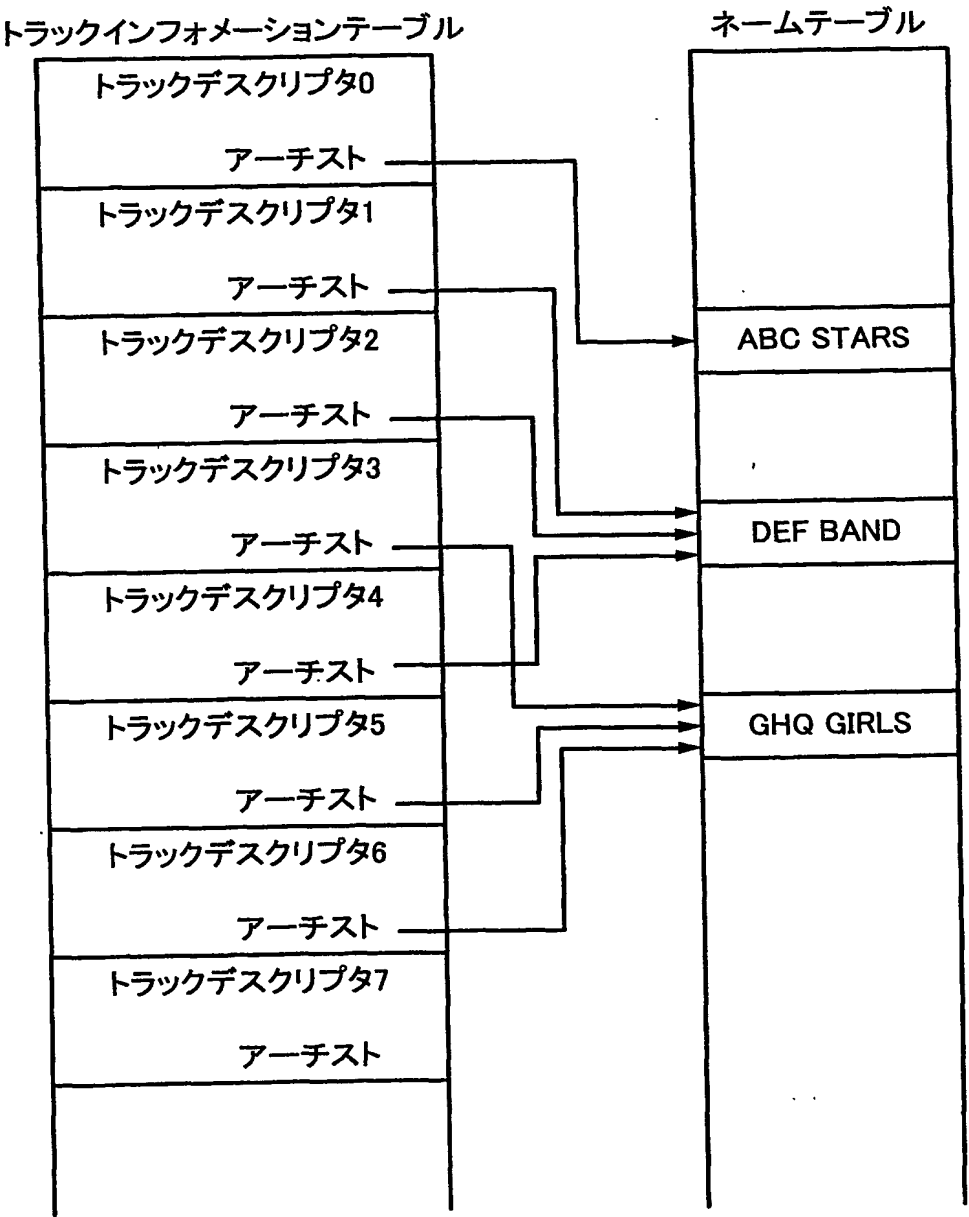 トラックインフォメーションテーブル
トラックデスクリプタ0
アーチスト
トラックデスクリプタ1
アーチスト
トラックデスクリプタ2
アーチスト
トラックデスクリプタ3
アーチスト
トラックデスクリプタ4
アーチスト
トラックデスクリプタ5
アーチスト
トラックデスクリプタ6
アーチスト
トラックデスクリプタ7
アーチスト
ネームテーブル
ABC STARS
DEF BAND
GHQ GIRLS